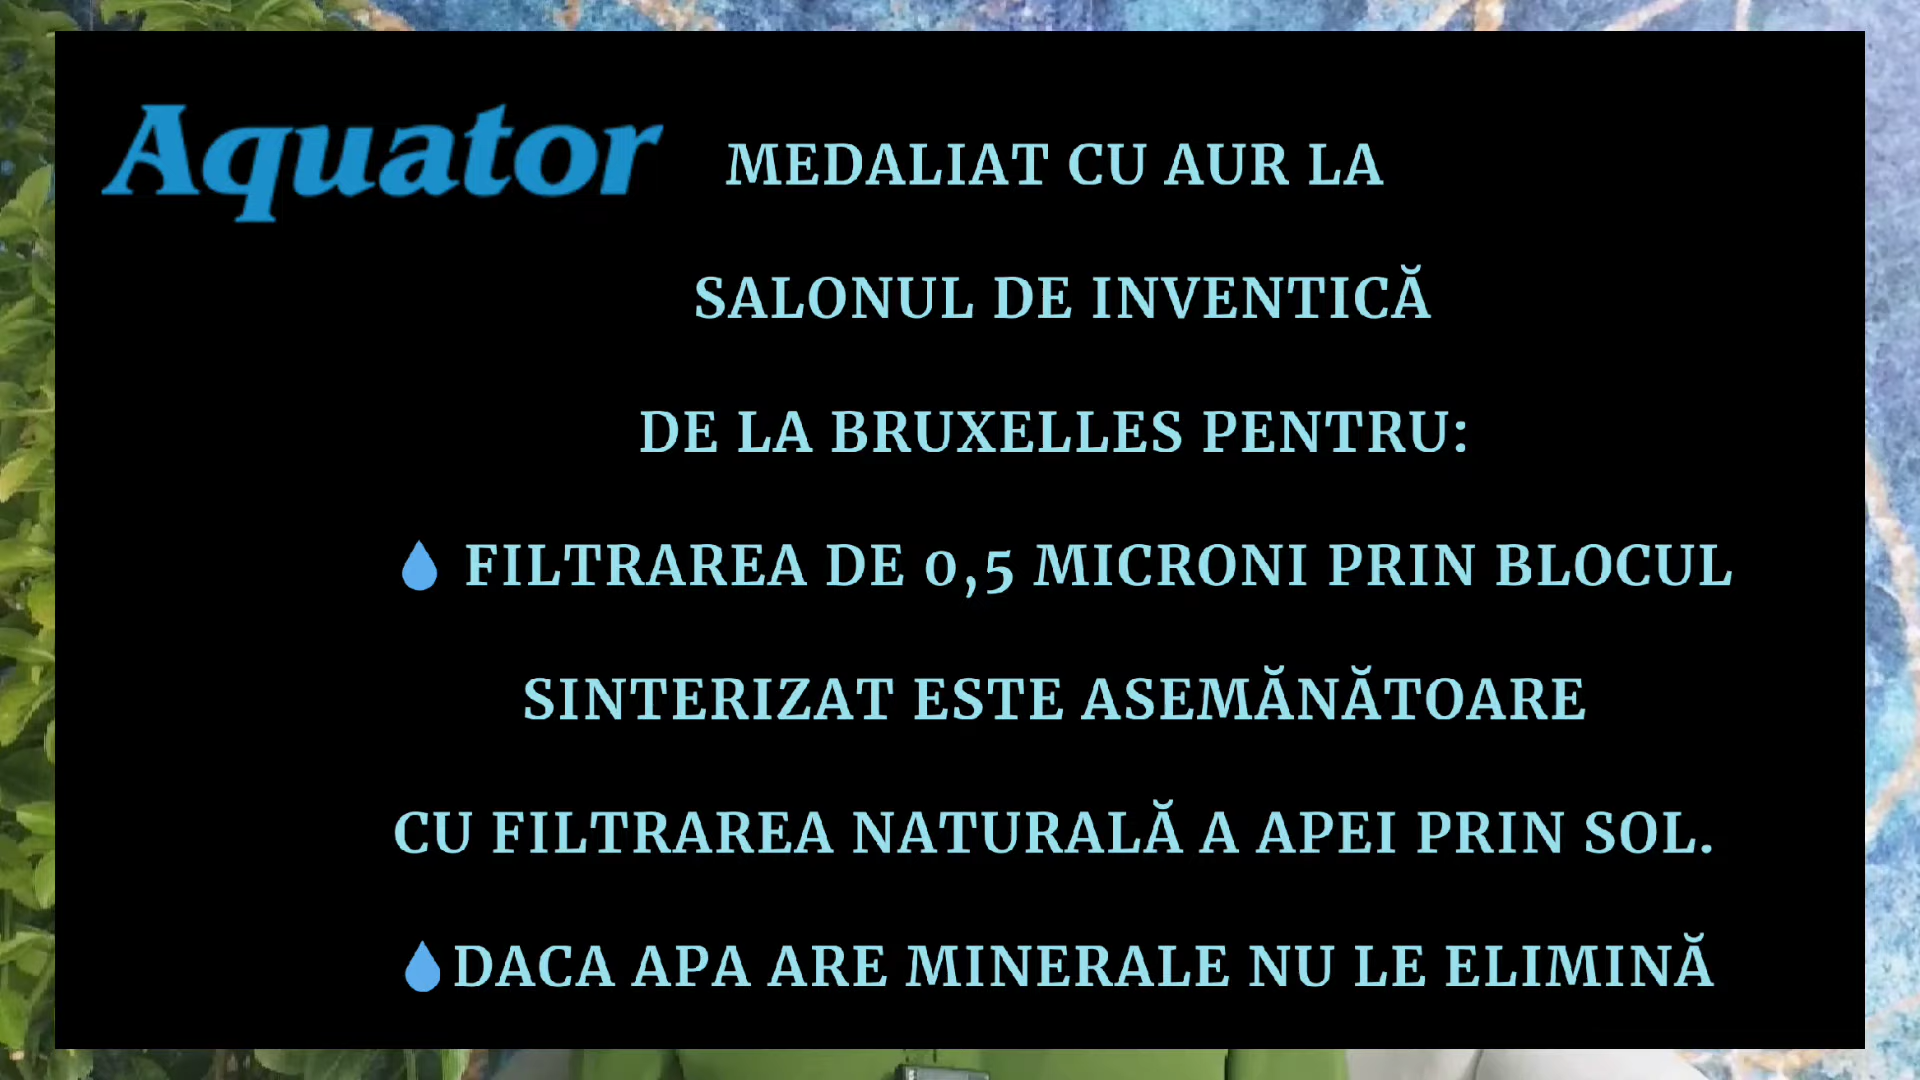 Aquator MEDALIAT CU AUR LA
SALONUL DE INVENTICĂ
DE LA BRUXELLES PENTRU:
💧 FILTRAREA DE 0,5 MICRONI PRIN BLOCUL
SINTERIZAT ESTE ASEMĂNĂTOARE
CU FILTRAREA NATURALĂ A APEI PRIN SOL.
💧DACA APA ARE MINERALE NU LE ELIMINĂ